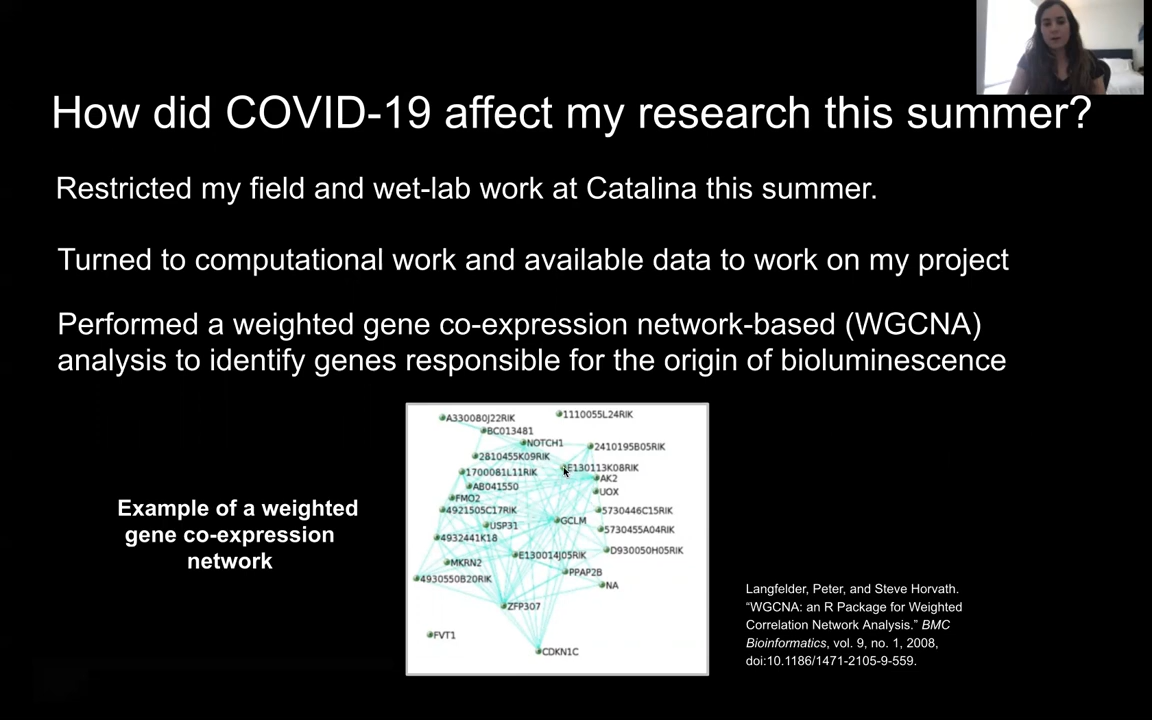 How did COVID-19 affect my research this summer?
Restricted my field and wet-lab work at Catalina this summer.
Turned to computational work and available data to work on my project
Performed a weighted gene co-expression network-based (WGCNA)
analysis to identify genes responsible for the origin of bioluminescence
Example of a weighted
gene co-expression
network
A330080J22RIK
1110055L24RIK
BC013481
NOTCH1
2410195B05RIK
2810455K09RIK
E130113K08RIK
1700081L11RIK
AK2
AB041550
UOX
FMO2
4921505C17RIK
5730446C15RIK
GCLM
USP31
5730455A04RIK
4932441K18
D930050H05RIK
E130014J05RIK
MKRN2
PPAP2B
4930550B20RIK
NA
ZFP307
FVT1
CDKN1C
Langfelder, Peter, and Steve Horvath.
“WGCNA: an R Package for Weighted
Correlation Network Analysis.” BMC
Bioinformatics, vol. 9, no. 1, 2008,
doi:10.1186/1471-2105-9-559.